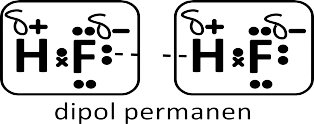 δ+ δ− δ+ δ−
H F H F
dipol permanen